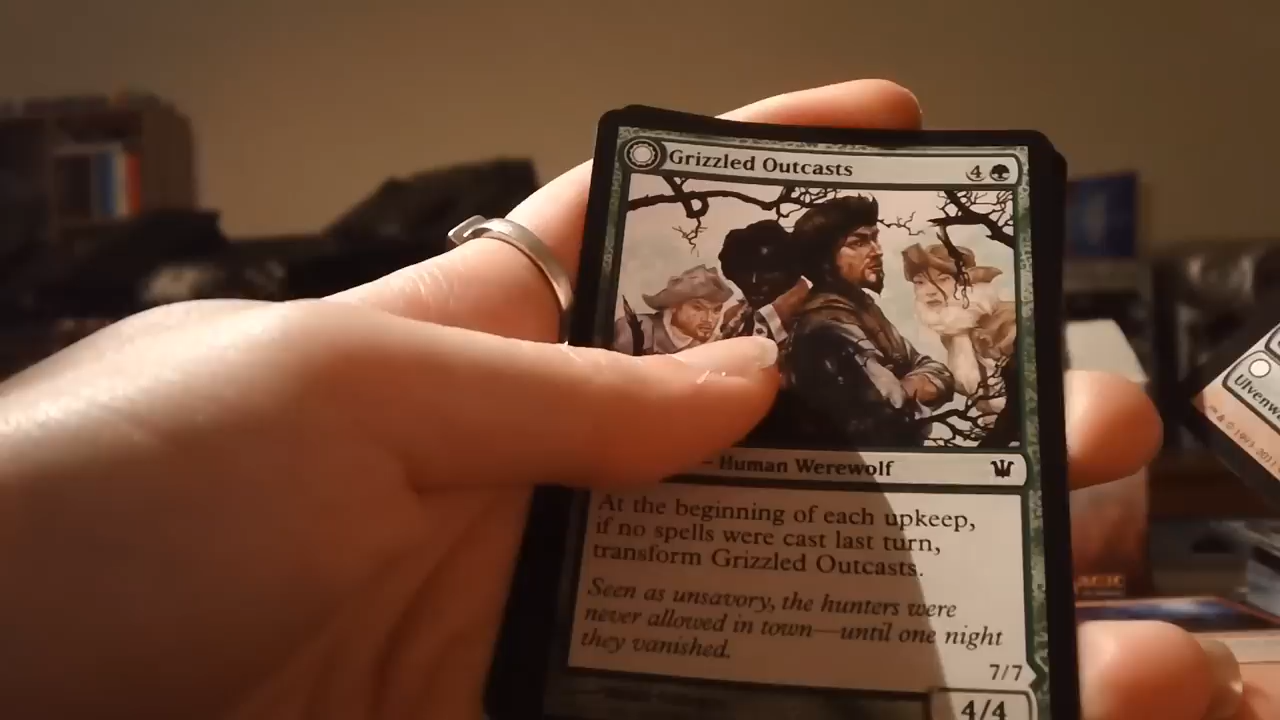 Grizzled Outcasts 4
– Human Werewolf
At the beginning of each upkeep,
if no spells were cast last turn,
transform Grizzled Outcasts.
Seen as unsavory, the hunters were
never allowed in town—until one night
they vanished.
7/7
4/4
Ulvenw